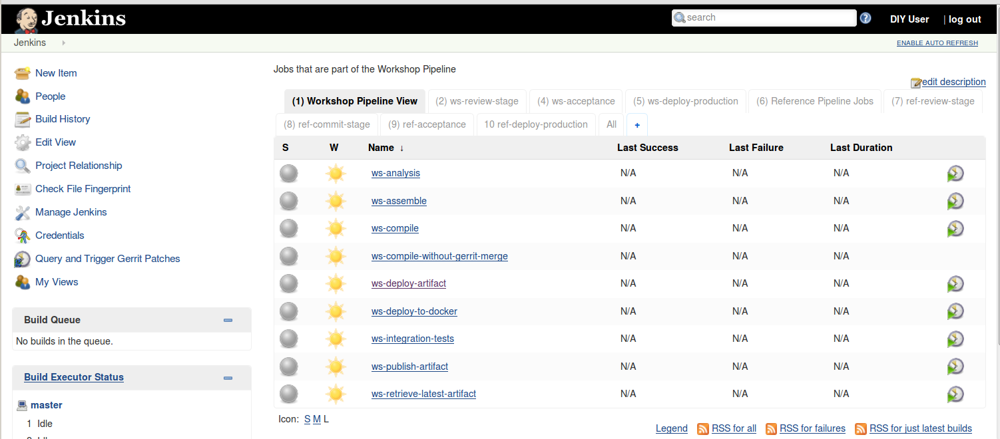 Jenkins
search
DIY User | log out
Jenkins
ENABLE AUTO REFRESH
New Item
People
Build History
Edit View
Project Relationship
Check File Fingerprint
Manage Jenkins
Credentials
Query and Trigger Gerrit Patches
My Views
Build Queue
No builds in the queue.
Build Executor Status
master
1 Idle
Jobs that are part of the Workshop Pipeline
edit description
(1) Workshop Pipeline View (2) ws-review-stage (4) ws-acceptance (5) ws-deploy-production (6) Reference Pipeline Jobs (7) ref-review-stage
(8) ref-commit-stage (9) ref-acceptance 10 ref-deploy-production All +
S W Name ↓ Last Success Last Failure Last Duration
ws-analysis N/A N/A N/A
ws-assemble N/A N/A N/A
ws-compile N/A N/A N/A
ws-compile-without-gerrit-merge N/A N/A N/A
ws-deploy-artifact N/A N/A N/A
ws-deploy-to-docker N/A N/A N/A
ws-integration-tests N/A N/A N/A
ws-publish-artifact N/A N/A N/A
ws-retrieve-latest-artifact N/A N/A N/A
Icon: S M L
Legend RSS for all RSS for failures RSS for just latest builds